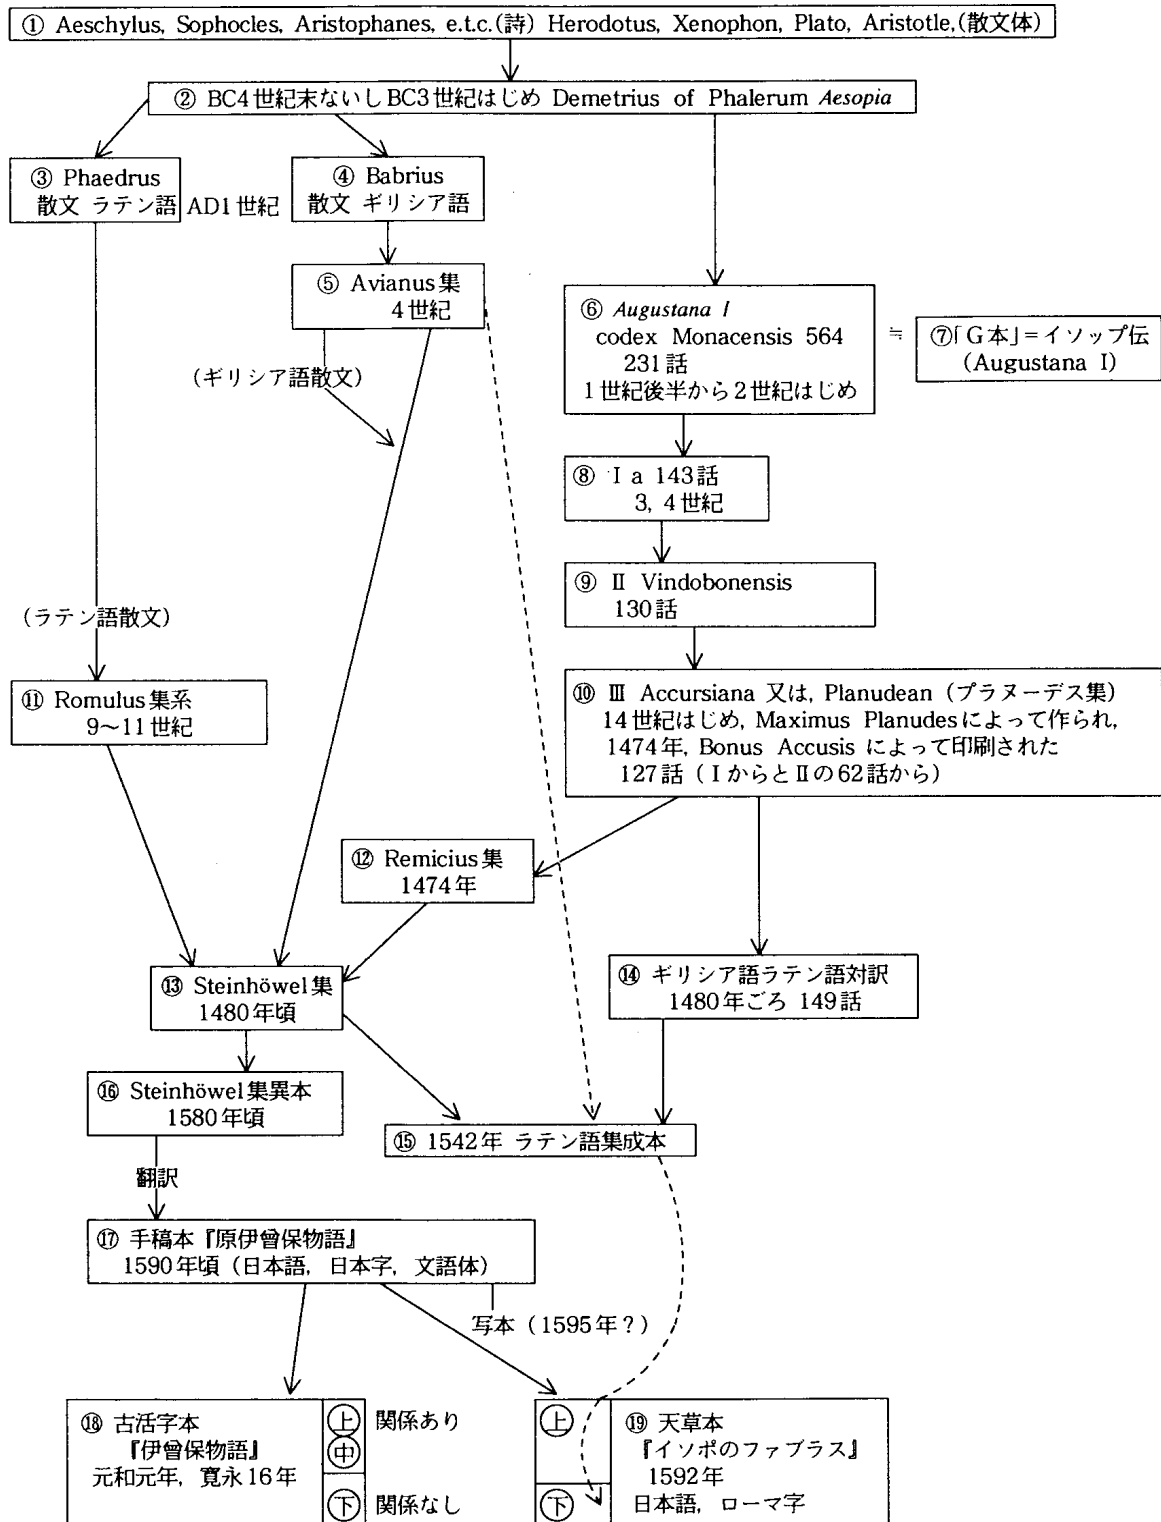 ① Aeschylus, Sophocles, Aristophanes, e.t.c.(詩) Herodotus, Xenophon, Plato, Aristotle,(散文体)
② BC4世紀末ないしBC3世紀はじめ Demetrius of Phalerum Aesopia
③ Phaedrus
散文 ラテン語
AD1世紀
④ Babrius
散文 ギリシア語
⑤ Avianus集
4世紀
(ギリシア語散文)
⑥ Augustana I
codex Monacensis 564
231話
1世紀後半から2世紀はじめ
≒
⑦「G本」=イソップ伝
(Augustana I)
⑧ I a 143話
3, 4世紀
⑨ II Vindobonensis
130話
(ラテン語散文)
⑩ III Accursiana 又は, Planudean (プラヌーデス集)
14世紀はじめ, Maximus Planudesによって作られ,
1474年, Bonus Accusis によって印刷された
127話(IからとIIの62話から)
⑪ Romulus集系
9〜11世紀
⑫ Remicius集
1474年
⑬ Steinhöwel集
1480年頃
⑭ ギリシア語ラテン語対訳
1480年ごろ 149話
⑯ Steinhöwel集異本
1580年頃
⑮ 1542年 ラテン語集成本
翻訳
⑰ 手稿本『原伊曾保物語』
1590年頃(日本語, 日本字, 文語体)
写本(1595年?)
⑱ 古活字本
『伊曾保物語』
元和元年, 寛永16年
上
中
下
関係あり
関係なし
上
下
⑲ 天草本
『イソポのファブラス』
1592年
日本語, ローマ字